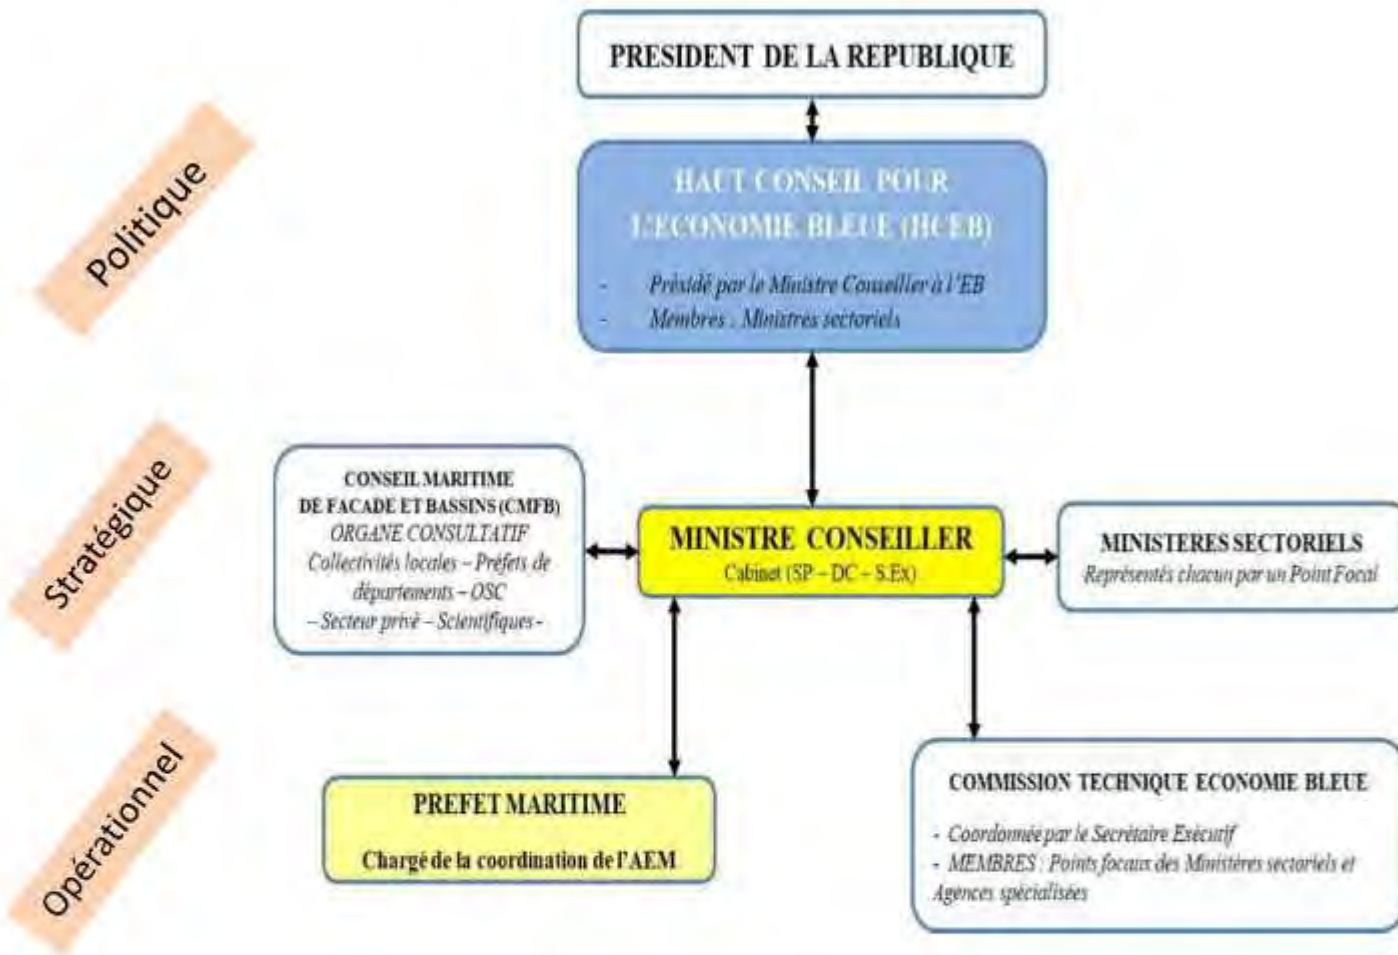 PRESIDENT DE LA REPUBLIQUE
Politique
HAUT CONSEIL POUR
L'ECONOMIE BLEUE (HCEB)
- Présidé par le Ministre Conseiller à l'EB
- Membres : Ministres sectoriels
Stratégique
CONSEIL MARITIME
DE FACADE ET BASSINS (CMFB)
ORGANE CONSULTATIF
Collectivités locales – Préfets de
départements – OSC
– Secteur privé – Scientifiques -
MINISTRE CONSEILLER
Cabinet (SP – DC – S.Ex)
MINISTERES SECTORIELS
Représentés chacun par un Point Focal
Opérationnel
PREFET MARITIME
Chargé de la coordination de l'AEM
COMMISSION TECHNIQUE ECONOMIE BLEUE
- Coordonnée par le Secrétaire Exécutif
- MEMBRES : Points focaux des Ministères sectoriels et
Agences spécialisées